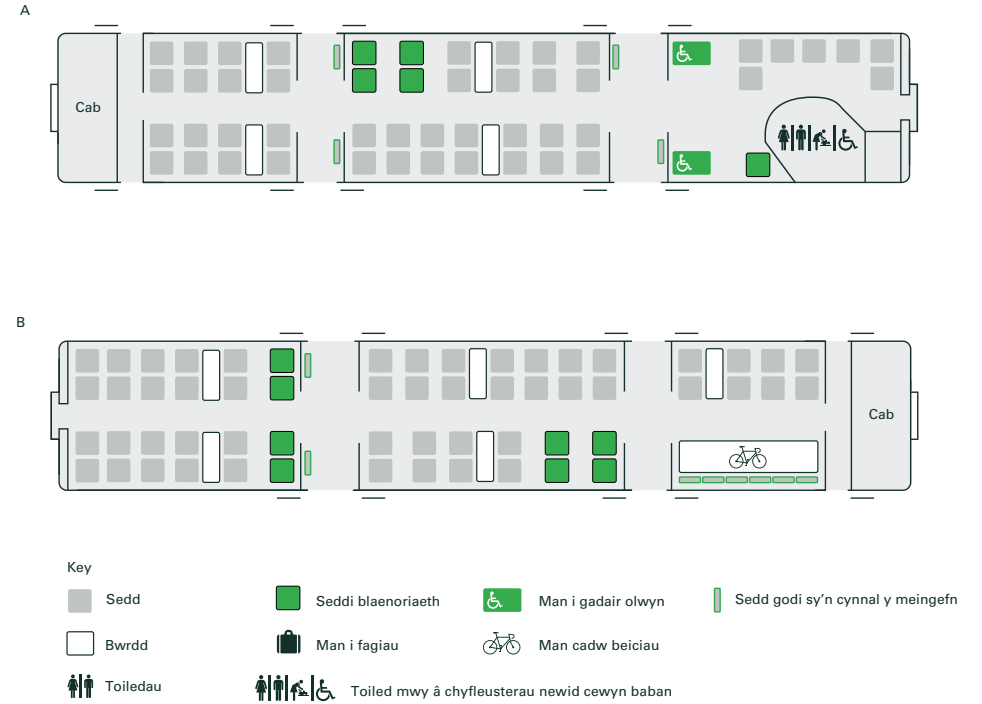 A
Cab
B
Cab
Key
Sedd
Seddi blaenoriaeth
Man i gadair olwyn
Sedd godi sy'n cynnal y meingefn
Bwrdd
Man i fagiau
Man cadw beiciau
Toiledau
Toiled mwy â chyfleusterau newid cewyn baban